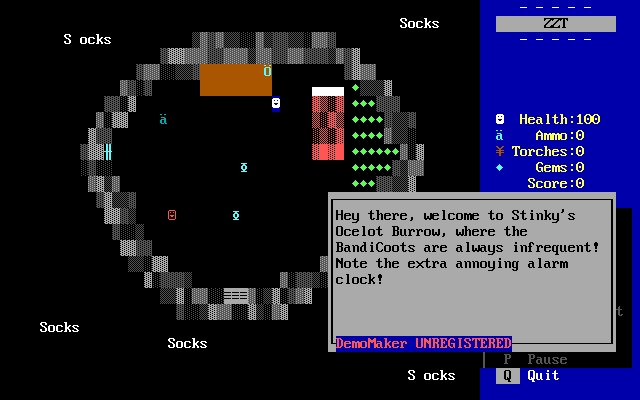 Socks
ZZT
S ocks
Health:100
Ammo:0
Torches:0
Gems:0
Score:0
Hey there, welcome to Stinky's
Ocelot Burrow, where the
BandiCoots are always infrequent!
Note the extra annoying alarm
clock!
t
Socks
Socks
DemoMaker UNREGISTERED
P Pause
S ocks
Q Quit